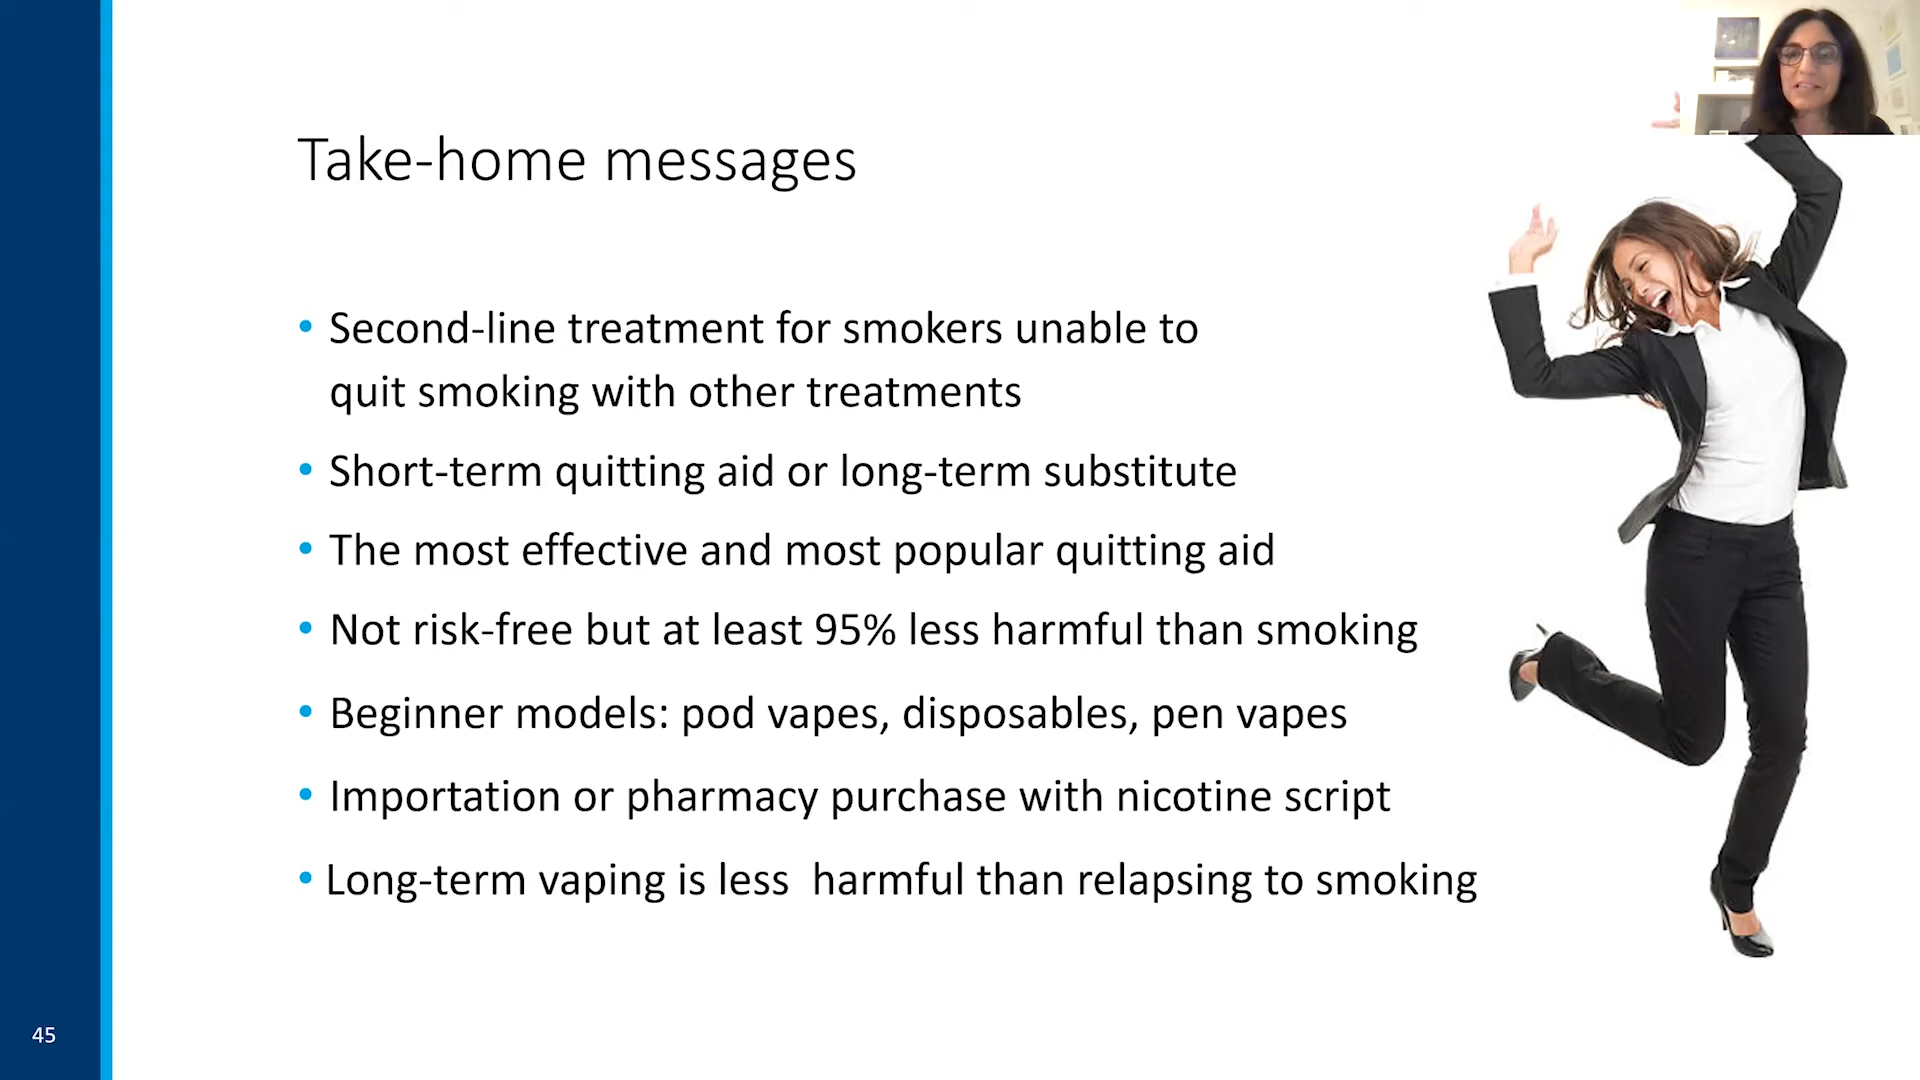 Take-home messages
• Second-line treatment for smokers unable to
quit smoking with other treatments
• Short-term quitting aid or long-term substitute
• The most effective and most popular quitting aid
• Not risk-free but at least 95% less harmful than smoking
• Beginner models: pod vapes, disposables, pen vapes
• Importation or pharmacy purchase with nicotine script
• Long-term vaping is less  harmful than relapsing to smoking
45